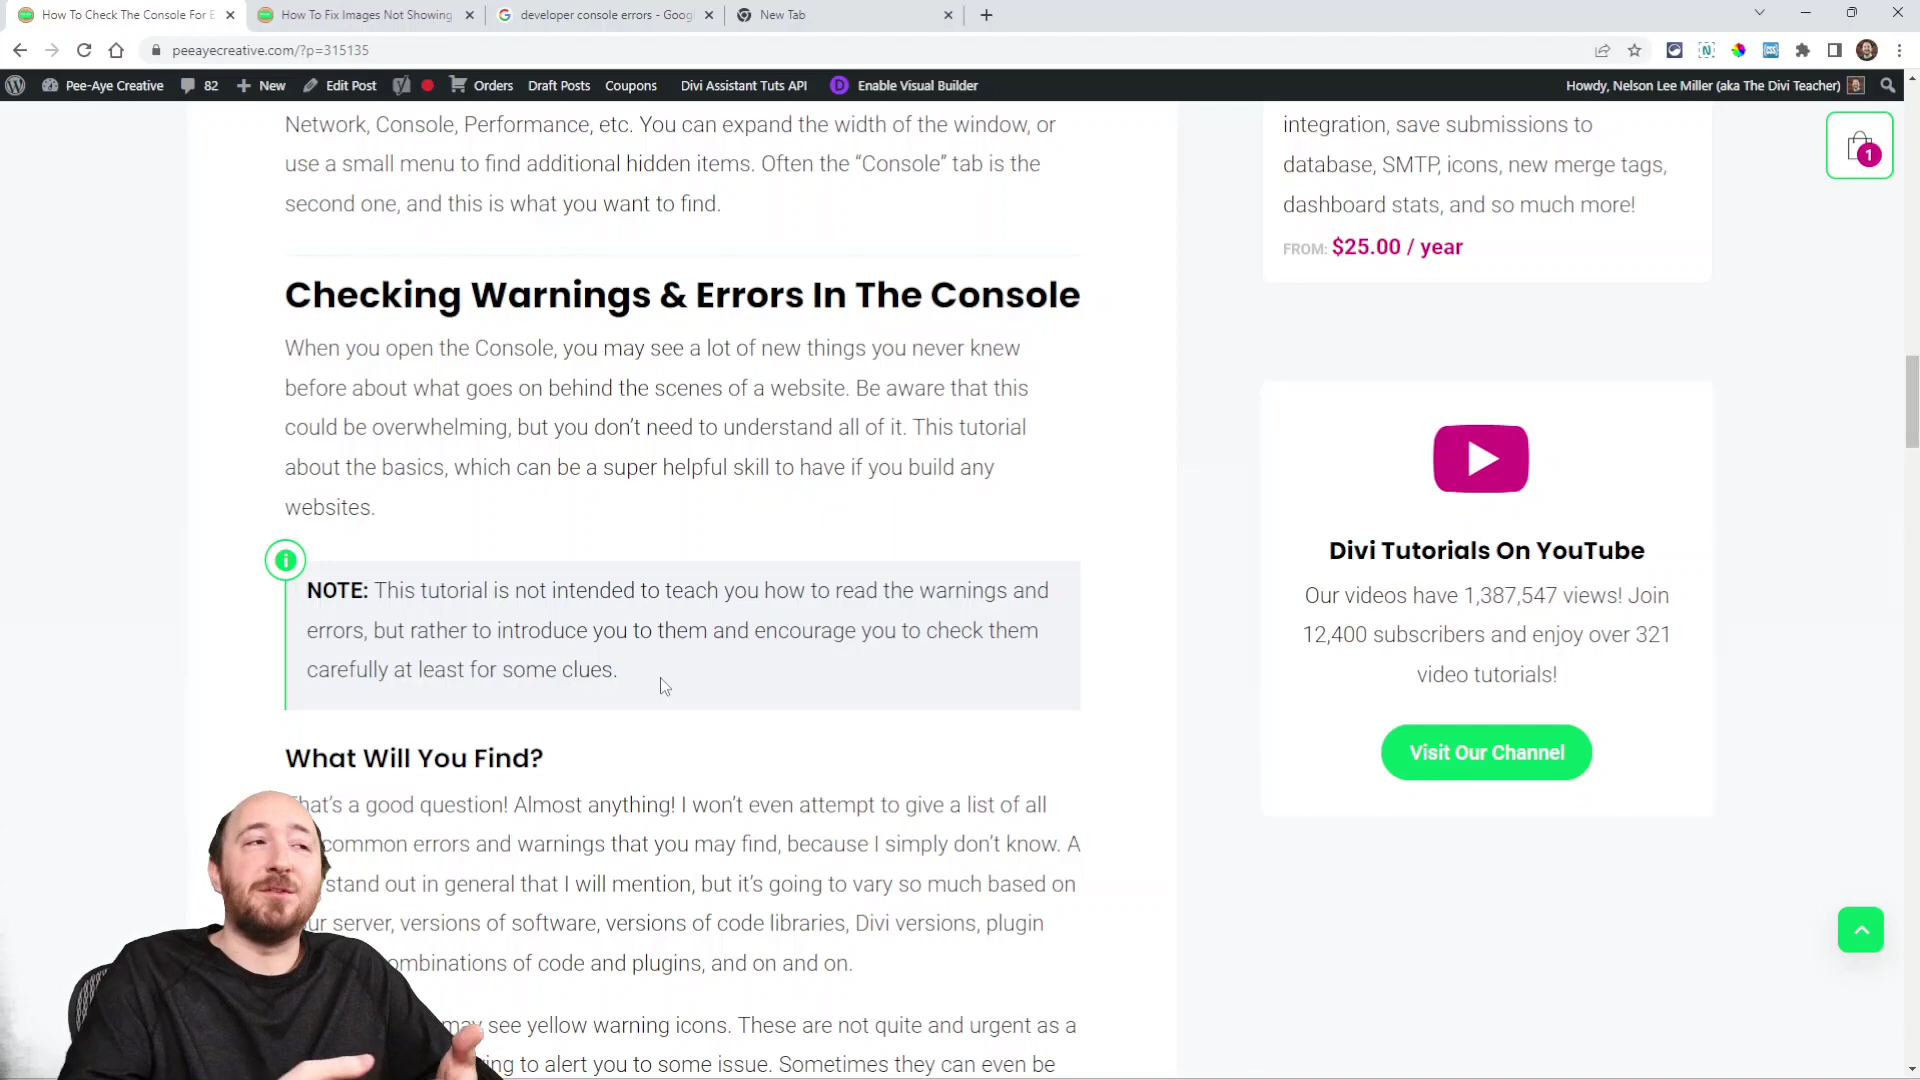 How To Check The Console For E
How To Fix Images Not Showing
developer console errors - Goog
New Tab
peeayecreative.com/?p=315135
Pee-Aye Creative
82
New
Edit Post
Orders
Draft Posts
Coupons
Divi Assistant Tuts API
Enable Visual Builder
Howdy, Nelson Lee Miller (aka The Divi Teacher)
Network, Console, Performance, etc. You can expand the width of the window, or
use a small menu to find additional hidden items. Often the “Console” tab is the
second one, and this is what you want to find.
Checking Warnings & Errors In The Console
When you open the Console, you may see a lot of new things you never knew
before about what goes on behind the scenes of a website. Be aware that this
could be overwhelming, but you don’t need to understand all of it. This tutorial
about the basics, which can be a super helpful skill to have if you build any
websites.
NOTE: This tutorial is not intended to teach you how to read the warnings and
errors, but rather to introduce you to them and encourage you to check them
carefully at least for some clues.
What Will You Find?
That’s a good question! Almost anything! I won’t even attempt to give a list of all
common errors and warnings that you may find, because I simply don’t know. A
stand out in general that I will mention, but it’s going to vary so much based on
server, versions of software, versions of code libraries, Divi versions, plugin
combinations of code and plugins, and on and on.
may see yellow warning icons. These are not quite and urgent as a
to alert you to some issue. Sometimes they can even be
integration, save submissions to
database, SMTP, icons, new merge tags,
dashboard stats, and so much more!
FROM: $25.00 / year
1
Divi Tutorials On YouTube
Our videos have 1,387,547 views! Join
12,400 subscribers and enjoy over 321
video tutorials!
Visit Our Channel